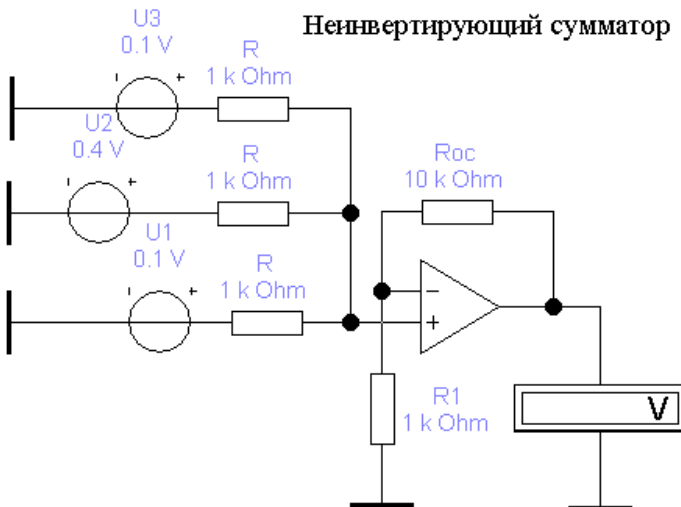 U3
0.1 V
Неинвертирующий сумматор
R
1 k Ohm
U2
0.4 V
R
1 k Ohm
Roc
10 k Ohm
U1
0.1 V
R
1 k Ohm
R1
1 k Ohm
V